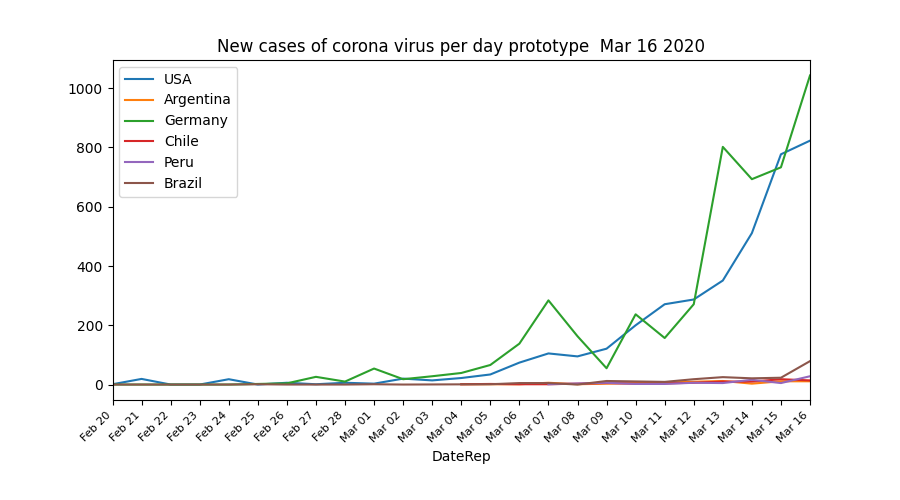 New cases of corona virus per day prototype  Mar 16 2020
USA
Argentina
Germany
Chile
Peru
Brazil
1000
800
600
400
200
0
Feb 20 Feb 21 Feb 22 Feb 23 Feb 24 Feb 25 Feb 26 Feb 27 Feb 28 Mar 01 Mar 02 Mar 03 Mar 04 Mar 05 Mar 06 Mar 07 Mar 08 Mar 09 Mar 10 Mar 11 Mar 12 Mar 13 Mar 14 Mar 15 Mar 16
DateRep